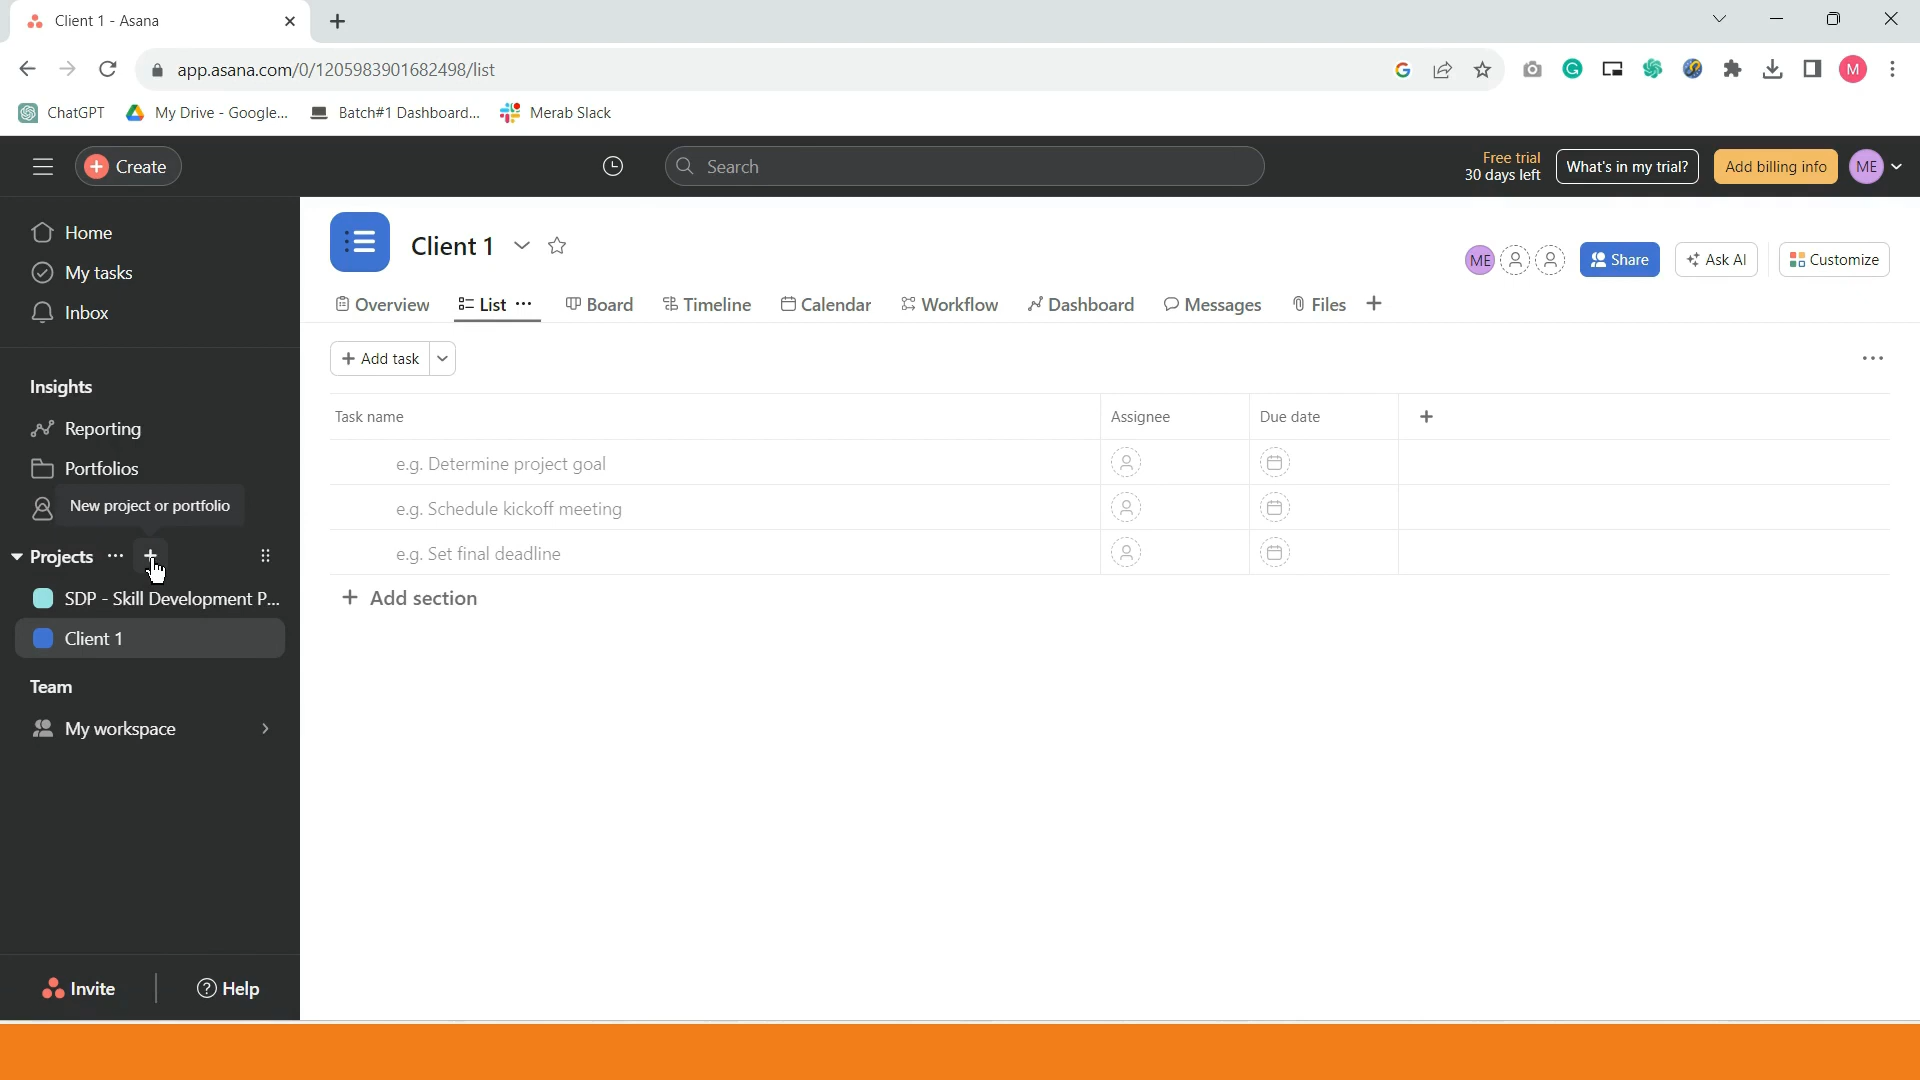 Client 1 - Asana
app.asana.com/0/1205983901682498/list
M
ChatGPT
My Drive - Google...
Batch#1 Dashboard...
Merab Slack
Create
Search
Free trial
30 days left
What's in my trial?
Add billing info
ME
Home
My tasks
Inbox
Insights
Reporting
Portfolios
New project or portfolio
Projects
SDP - Skill Development P...
Client 1
Team
My workspace
Invite
Help
Client 1
ME
Share
Ask AI
Customize
Overview
List
Board
Timeline
Calendar
Workflow
Dashboard
Messages
Files
Add task
Task name
Assignee
Due date
e.g. Determine project goal
e.g. Schedule kickoff meeting
e.g. Set final deadline
Add section